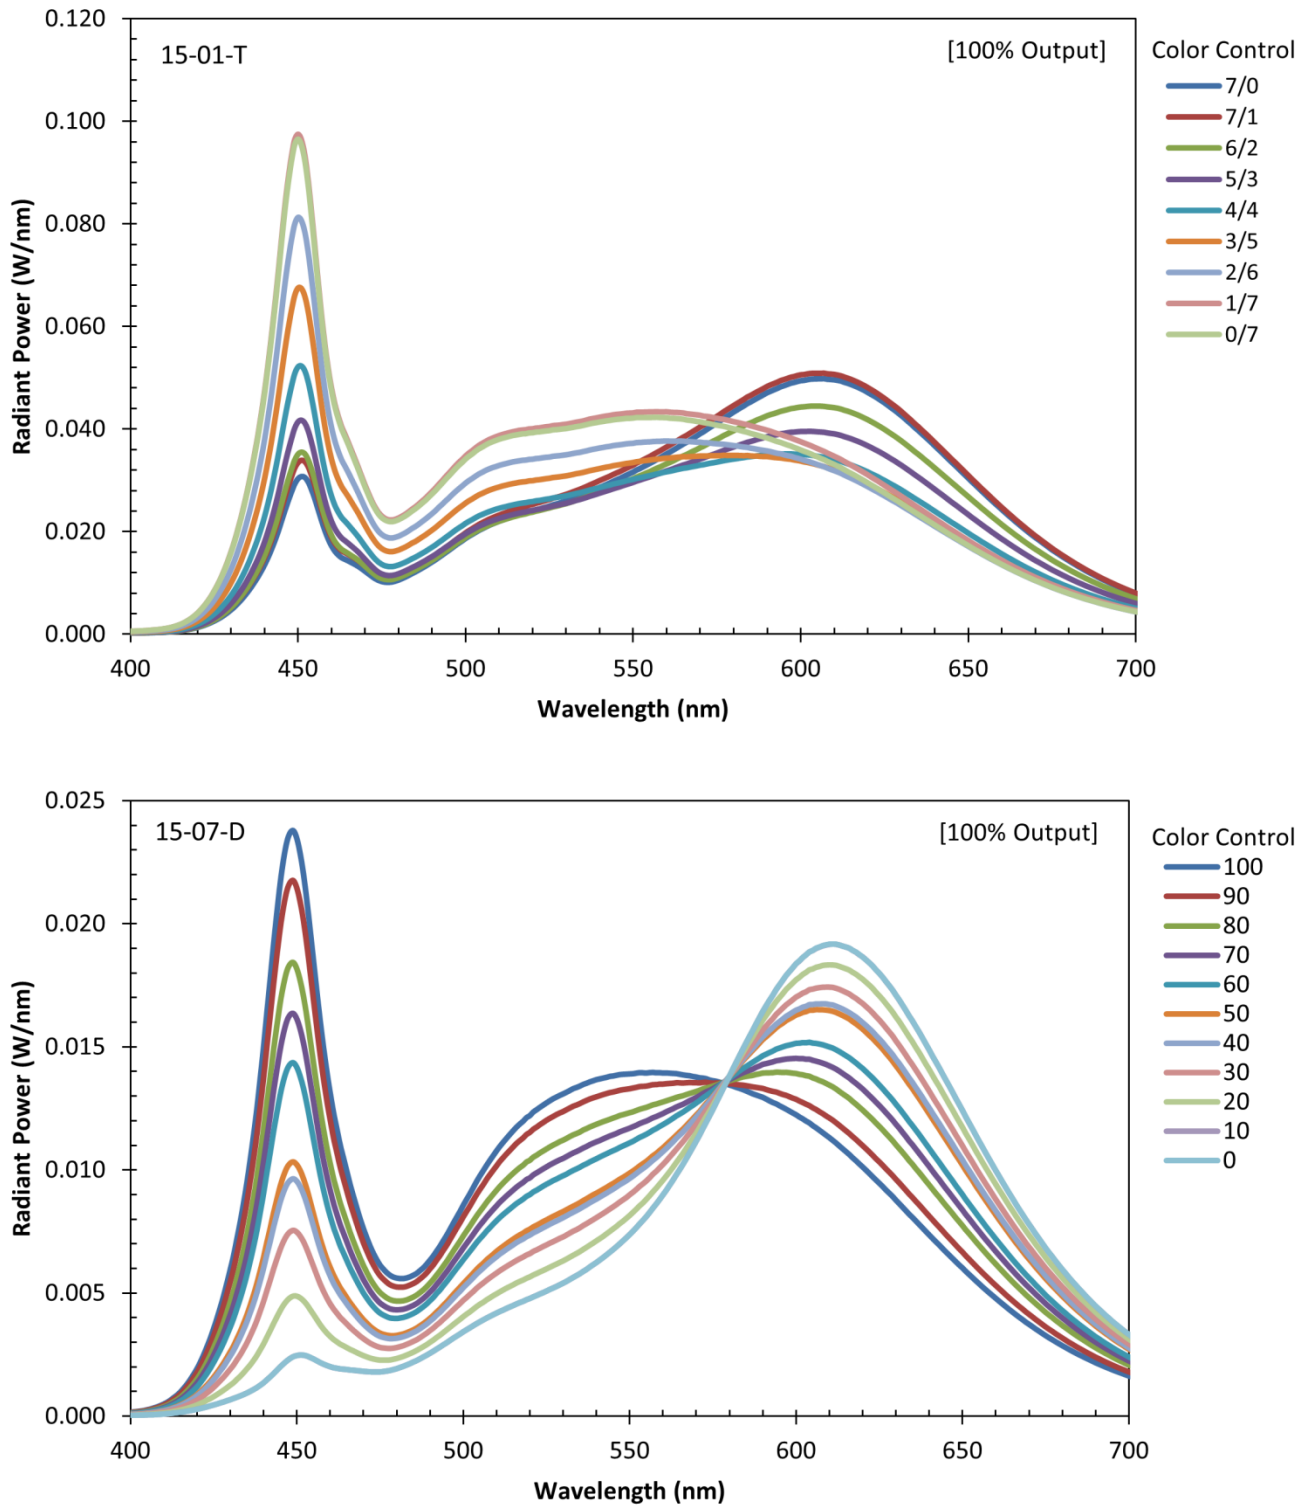 15-01-T
[100% Output]
Color Control
7/0
7/1
6/2
5/3
4/4
3/5
2/6
1/7
0/7
Radiant Power (W/nm)
0.120
0.100
0.080
0.060
0.040
0.020
0.000
400 450 500 550 600 650 700
Wavelength (nm)
15-07-D
[100% Output]
Color Control
100
90
80
70
60
50
40
30
20
10
0
Radiant Power (W/nm)
0.025
0.020
0.015
0.010
0.005
0.000
400 450 500 550 600 650 700
Wavelength (nm)